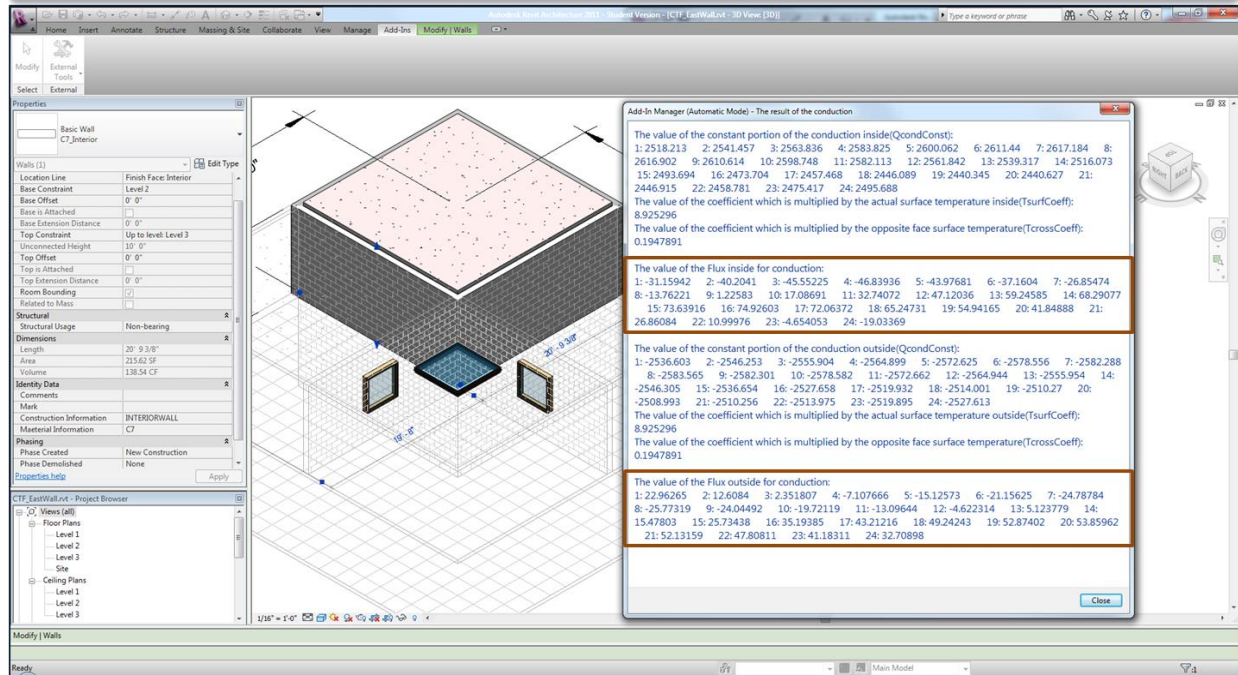 Autodesk Revit Architecture 2011 - Student Version - [CTF_EastWall.rvt - 3D View: {3D}]
Type a keyword or phrase
Home Insert Annotate Structure Massing & Site Collaborate View Manage Add-Ins Modify | Walls
Modify
External
Tools
Select External
Properties
Basic Wall
C7_Interior
Walls (1) Edit Type
Location Line Finish Face: Interior
Base Constraint Level 2
Base Offset 0' 0"
Base is Attached
Base Extension Distance 0' 0"
Top Constraint Up to level: Level 3
Unconnected Height 10' 0"
Top Offset 0' 0"
Top is Attached
Top Extension Distance 0' 0"
Room Bounding
Related to Mass
Structural
Structural Usage Non-bearing
Dimensions
Length 20' 9 3/8"
Area 215.62 SF
Volume 138.54 CF
Identity Data
Comments
Mark
Construction Information INTERIORWALL
Maeterial Information C7
Phasing
Phase Created New Construction
Phase Demolished None
Properties help Apply
CTF_EastWall.rvt - Project Browser
Views (all)
Floor Plans
Level 1
Level 2
Level 3
Site
Ceiling Plans
Level 1
Level 2
Level 3
20' - 9 3/8"
19' - 8"
RIGHT BACK
Add-In Manager (Automatic Mode) - The result of the conduction
The value of the constant portion of the conduction inside(QcondConst):
1: 2518.213 2: 2541.457 3: 2563.836 4: 2583.825 5: 2600.062 6: 2611.44 7: 2617.184 8:
2616.902 9: 2610.614 10: 2598.748 11: 2582.113 12: 2561.842 13: 2539.317 14: 2516.073
15: 2493.694 16: 2473.704 17: 2457.468 18: 2446.089 19: 2440.345 20: 2440.627 21:
2446.915 22: 2458.781 23: 2475.417 24: 2495.688
The value of the coefficient which is multiplied by the actual surface temperature inside(TsurfCoeff):
8.925296
The value of the coefficient which is multiplied by the opposite face surface temperature(TcrossCoeff):
0.1947891
The value of the Flux inside for conduction:
1: -31.15942 2: -40.2041 3: -45.55225 4: -46.83936 5: -43.97681 6: -37.1604 7: -26.85474
8: -13.76221 9: 1.22583 10: 17.08691 11: 32.74072 12: 47.12036 13: 59.24585 14: 68.29077
15: 73.63916 16: 74.92603 17: 72.06372 18: 65.24731 19: 54.94165 20: 41.84888 21:
26.86084 22: 10.99976 23: -4.654053 24: -19.03369
The value of the constant portion of the conduction outside(QcondConst):
1: -2536.603 2: -2546.253 3: -2555.904 4: -2564.899 5: -2572.625 6: -2578.556 7: -2582.288
8: -2583.565 9: -2582.301 10: -2578.582 11: -2572.662 12: -2564.944 13: -2555.954 14:
-2546.305 15: -2536.654 16: -2527.658 17: -2519.932 18: -2514.001 19: -2510.27 20:
-2508.993 21: -2510.256 22: -2513.975 23: -2519.895 24: -2527.613
The value of the coefficient which is multiplied by the actual surface temperature outside(TsurfCoeff):
8.925296
The value of the coefficient which is multiplied by the opposite face surface temperature(TcrossCoeff):
0.1947891
The value of the Flux outside for conduction:
1: 22.96265 2: 12.6084 3: 2.351807 4: -7.107666 5: -15.12573 6: -21.15625 7: -24.78784
8: -25.77319 9: -24.04492 10: -19.72119 11: -13.09644 12: -4.622314 13: 5.123779 14:
15.47803 15: 25.73438 16: 35.19385 17: 43.21216 18: 49.24243 19: 52.87402 20: 53.85962
21: 52.13159 22: 47.80811 23: 41.18311 24: 32.70898
Close
1/16" = 1'-0"
Modify | Walls
Ready
Main Model
:1